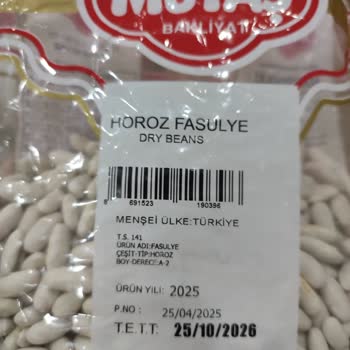 BAKLİYATI
HOROZ FASULYE
DRY BEANS
8 691523 190396
MENŞEİ ÜLKE:TÜRKİYE
T.S. 141
ÜRÜN ADI:FASULYE
ÇEŞİT-TİP:HOROZ
BOY-DERECE:A-2
ÜRÜN YILI: 2025
P.NO : 25/04/2025
T.E.T.T: 25/10/2026